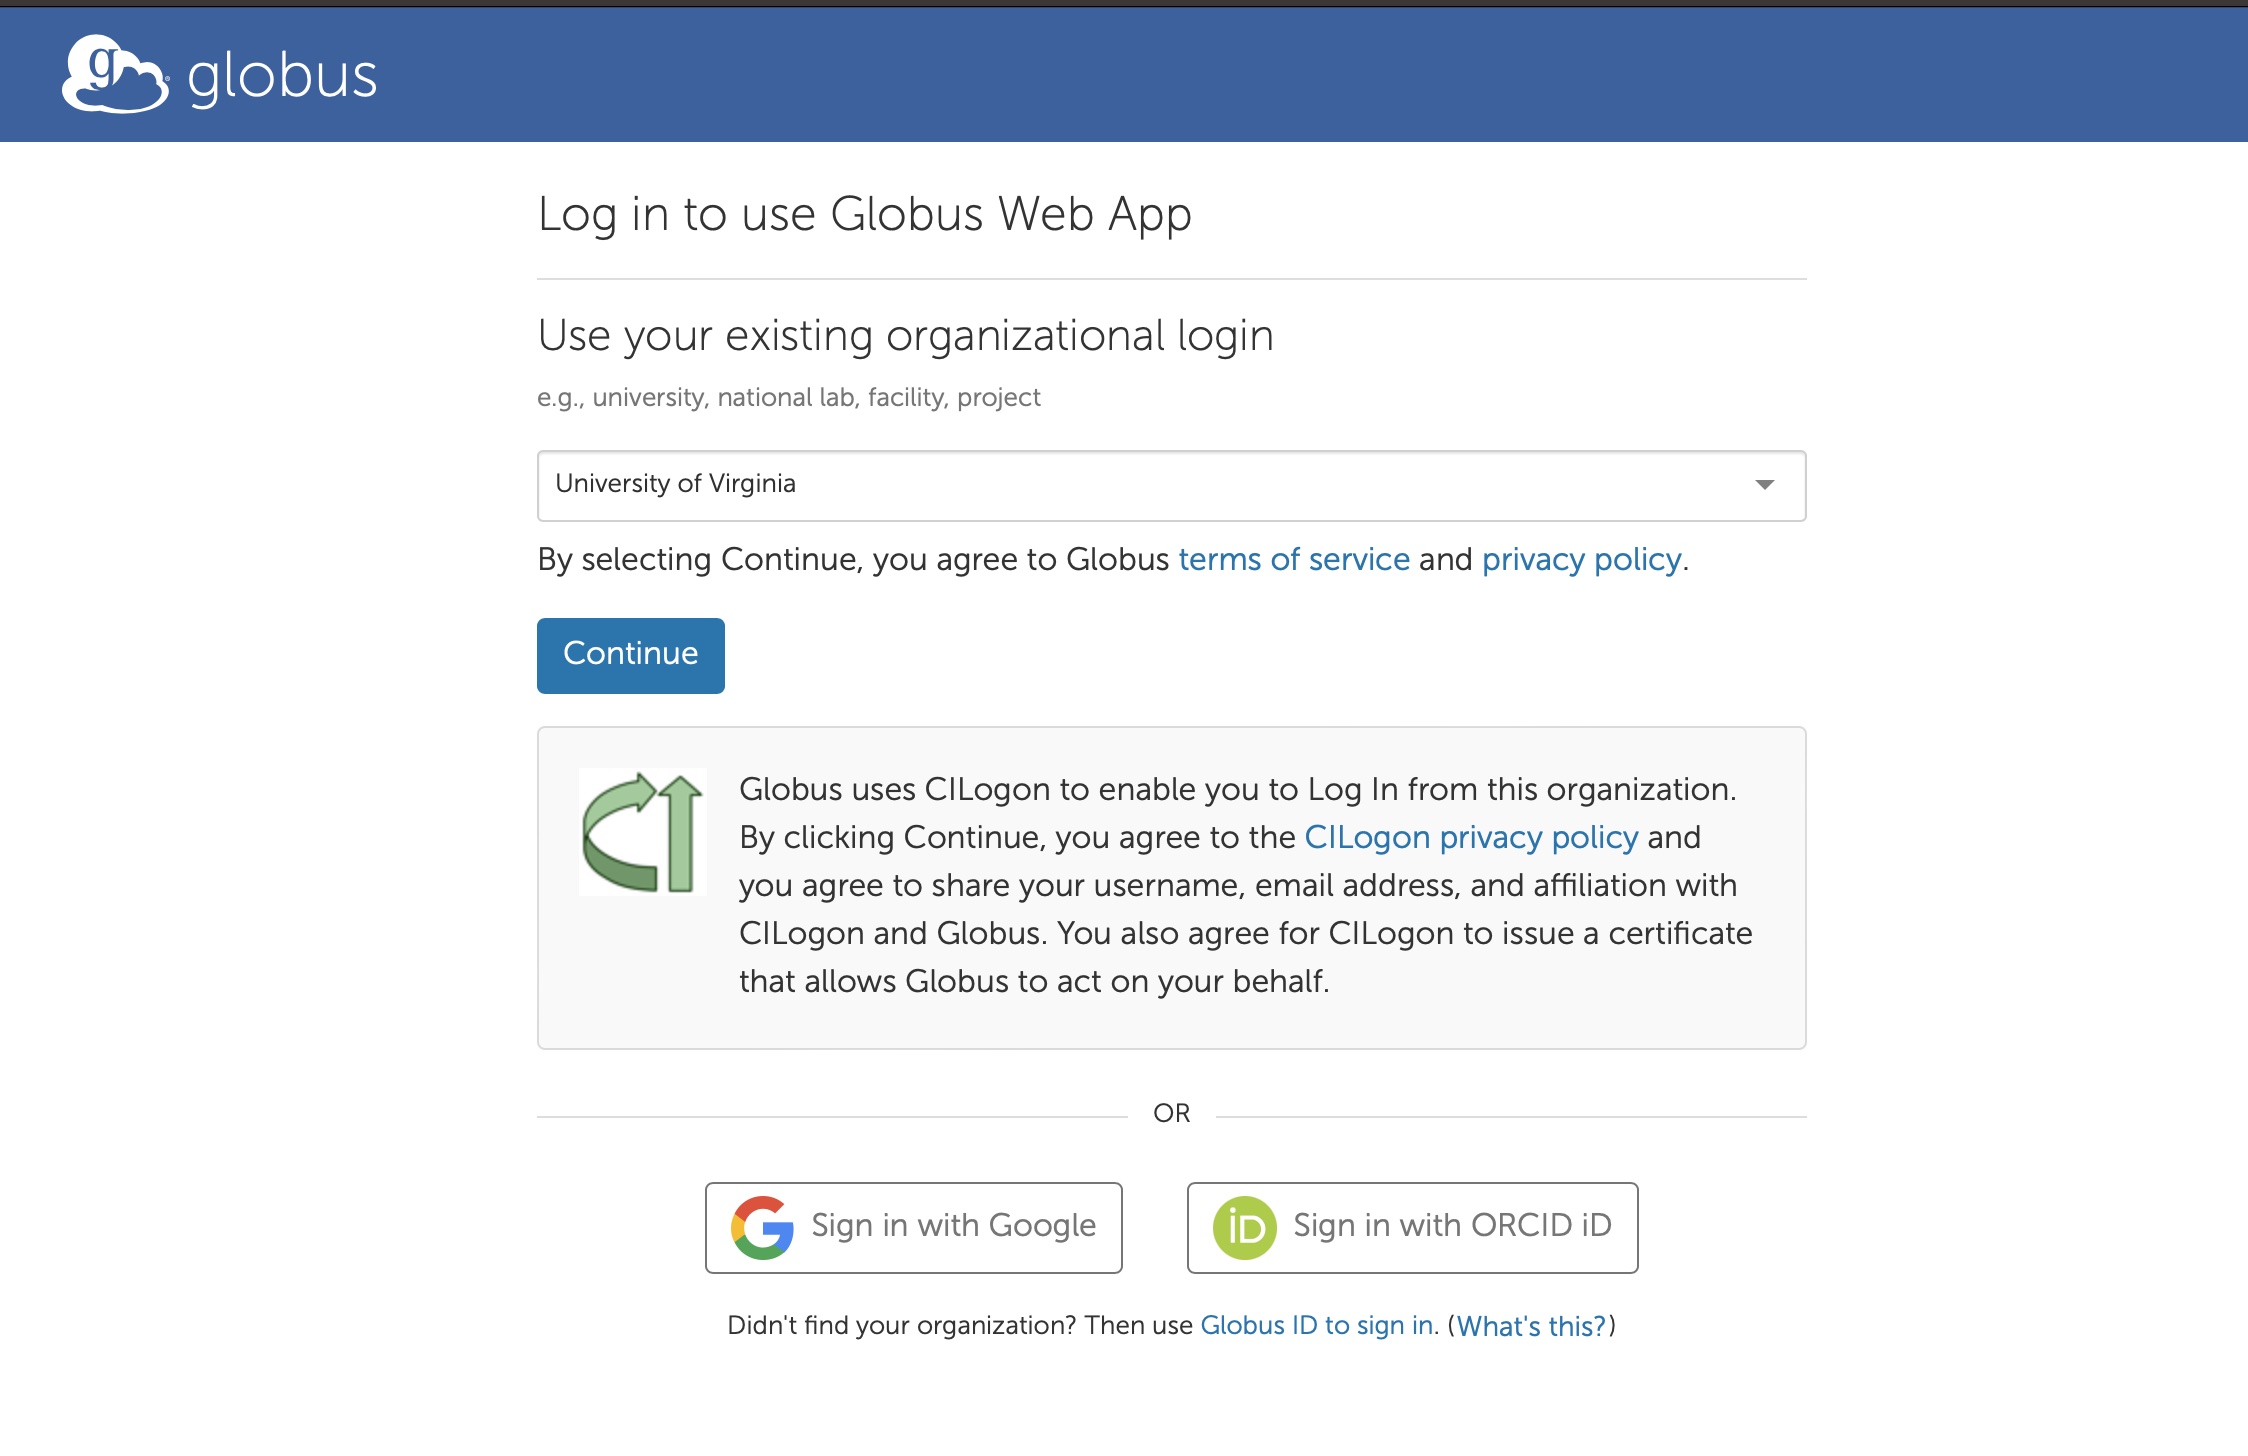 globus
Log in to use Globus Web App
Use your existing organizational login
e.g., university, national lab, facility, project
University of Virginia
By selecting Continue, you agree to Globus terms of service and privacy policy.
Continue
Globus uses CILogon to enable you to Log In from this organization.
By clicking Continue, you agree to the CILogon privacy policy and
you agree to share your username, email address, and affiliation with
CILogon and Globus. You also agree for CILogon to issue a certificate
that allows Globus to act on your behalf.
OR
Sign in with Google
iD Sign in with ORCID iD
Didn't find your organization? Then use Globus ID to sign in. (What's this?)